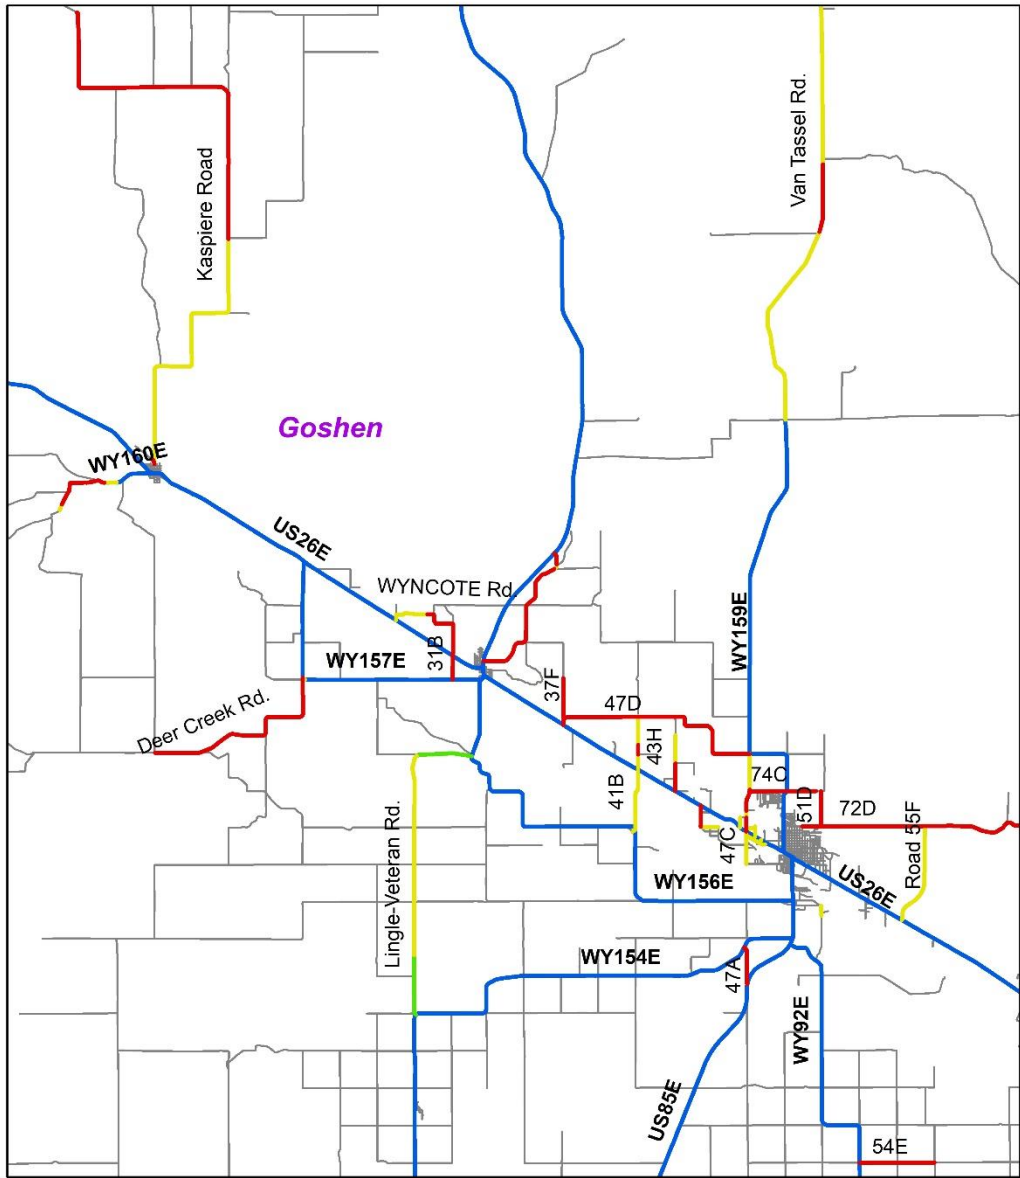 Van Tassel Rd.
Kaspiere Road
Goshen
WY160E
US26E
WYNCOTE Rd.
WY159E
31B
WY157E
37F
47D
Deer Creek Rd.
43H
74C
41B
51D
72D
47C
Road 55F
US26E
WY156E
Lingle-Veteran Rd.
WY154E
47A
WY92E
US85E
54E